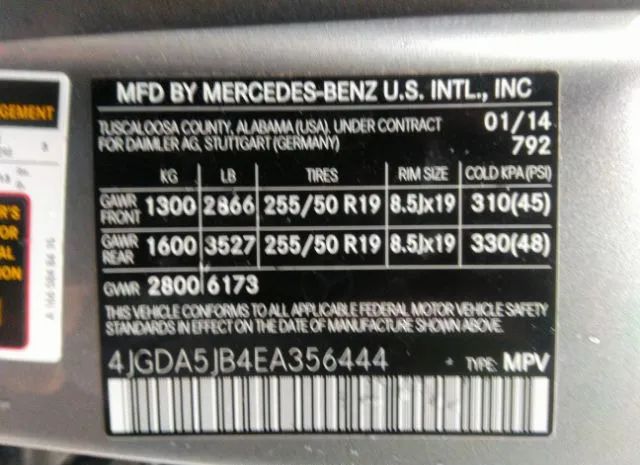 GEMENT
MFD BY MERCEDES-BENZ U.S. INTL., INC
TUSCALOOSA COUNTY, ALABAMA (USA), UNDER CONTRACT 01/14
FOR DAIMLER AG, STUTTGART (GERMANY) 792
KG LB TIRES RIM SIZE COLD KPA (PSI)
GAWR FRONT 1300 2866 255/50 R19 8.5Jx19 310(45)
GAWR REAR 1600 3527 255/50 R19 8.5Jx19 330(48)
GVWR 2800 6173
THIS VEHICLE CONFORMS TO ALL APPLICABLE FEDERAL MOTOR VEHICLE SAFETY
STANDARDS IN EFFECT ON THE DATE OF MANUFACTURE SHOWN ABOVE.
4JGDA5JB4EA356444 TYPE: MPV